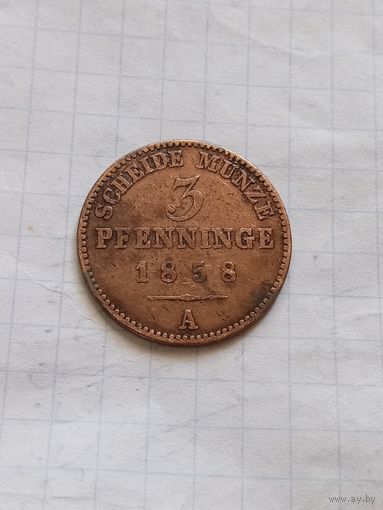 SCHEIDE MÜNZE
3
PFENNINGE
1858
A
www.ay.by